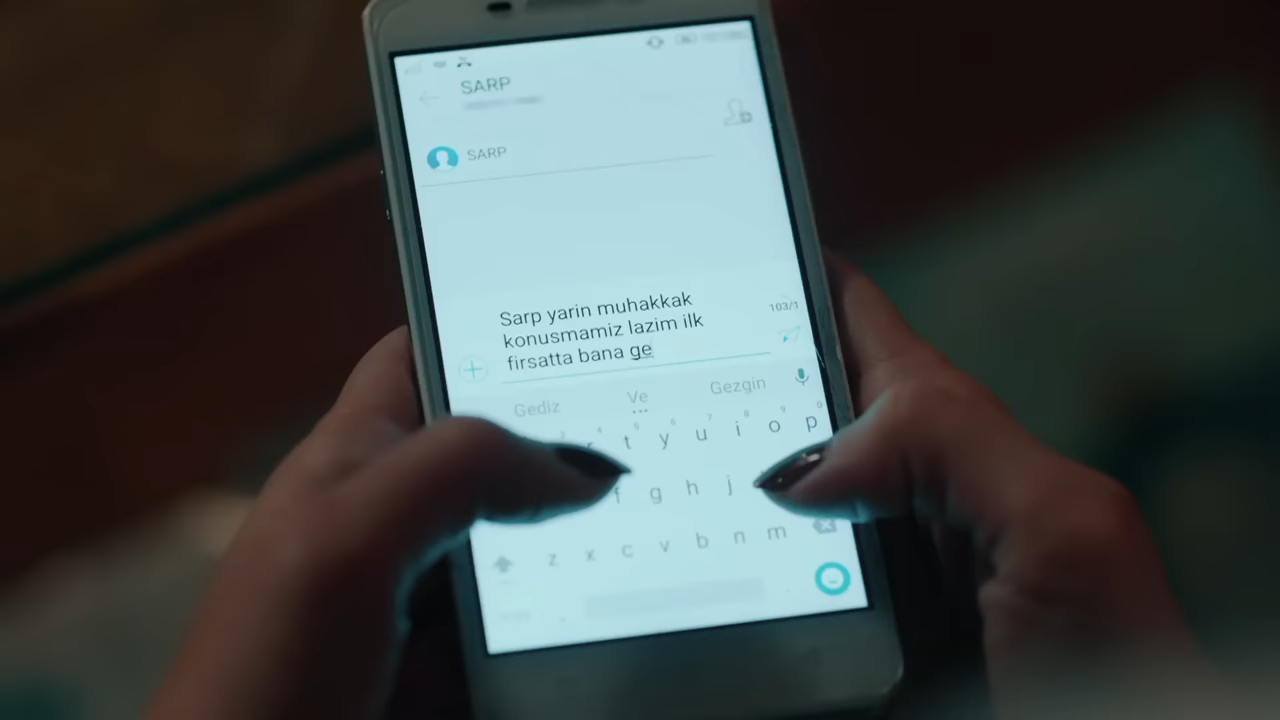 SARP
SARP
Sarp yarin muhakkak
konusmamiz lazim ilk
firsatta bana ge
103/1
Gediz Ve Gezgin
t y u i o p
f g h j
z x c v b n m